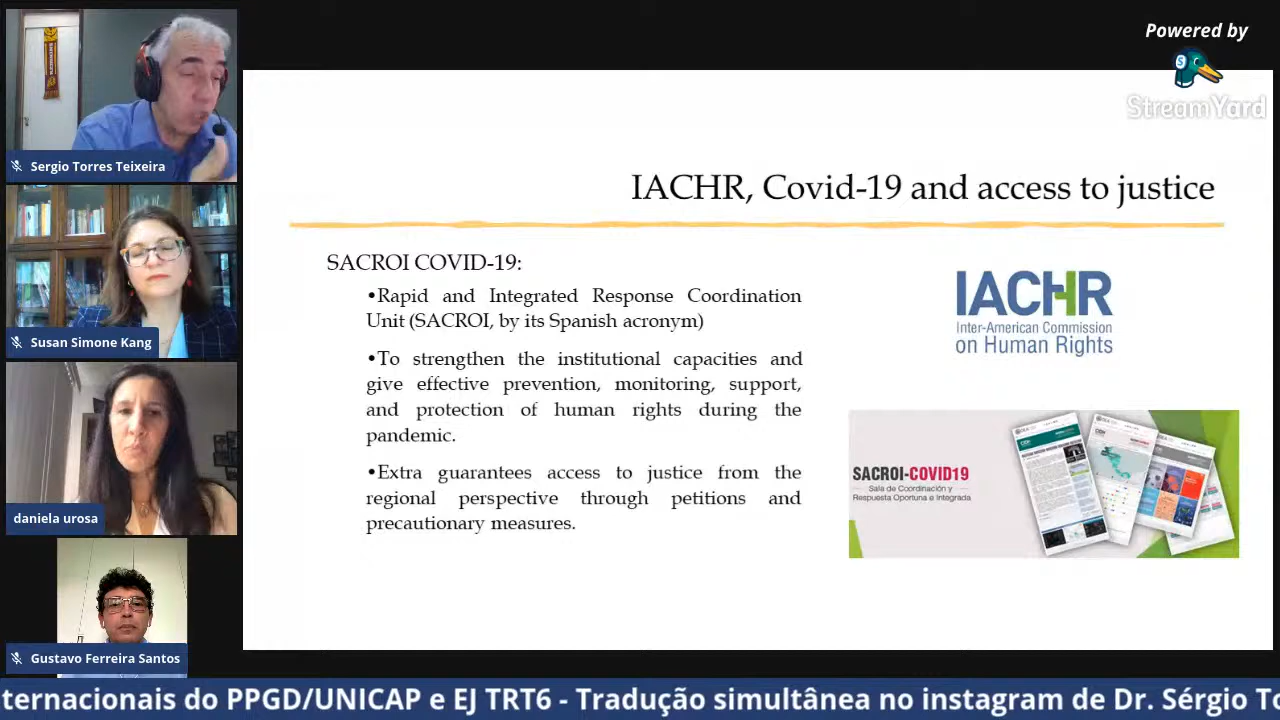 Powered by
StreamYard
Sergio Torres Teixeira
Susan Simone Kang
daniela urosa
Gustavo Ferreira Santos
IACHR, Covid-19 and access to justice
SACROI COVID-19:
•Rapid and Integrated Response Coordination
Unit (SACROI, by its Spanish acronym)
•To strengthen the institutional capacities and
give effective prevention, monitoring, support,
and protection of human rights during the
pandemic.
•Extra guarantees access to justice from the
regional perspective through petitions and
precautionary measures.
IACHR
Inter-American Commission
on Human Rights
SACROI-COVID19
Sala de Coordinación y
Respuesta Oportuna e Integrada
ternacionais do PPGD/UNICAP e EJ TRT6 - Tradução simultânea no instagram de Dr. Sérgio To